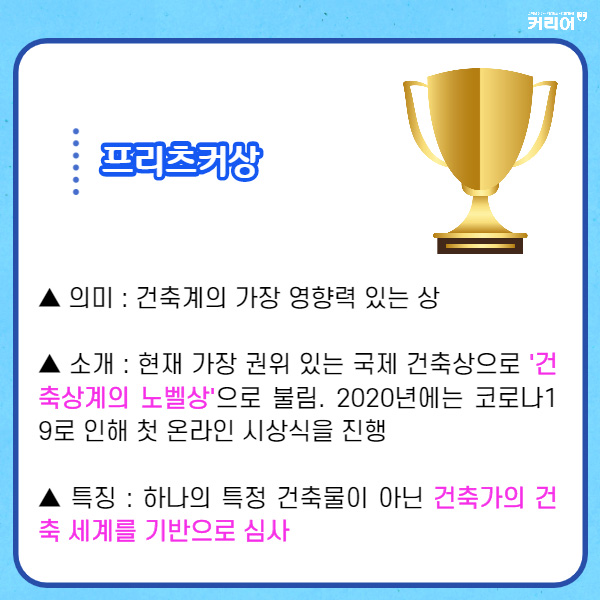 커리어
프리츠커상
▲ 의미 : 건축계의 가장 영향력 있는 상
▲ 소개 : 현재 가장 권위 있는 국제 건축상으로 '건
축상계의 노벨상'으로 불림. 2020년에는 코로나1
9로 인해 첫 온라인 시상식을 진행
▲ 특징 : 하나의 특정 건축물이 아닌 건축가의 건
축 세계를 기반으로 심사